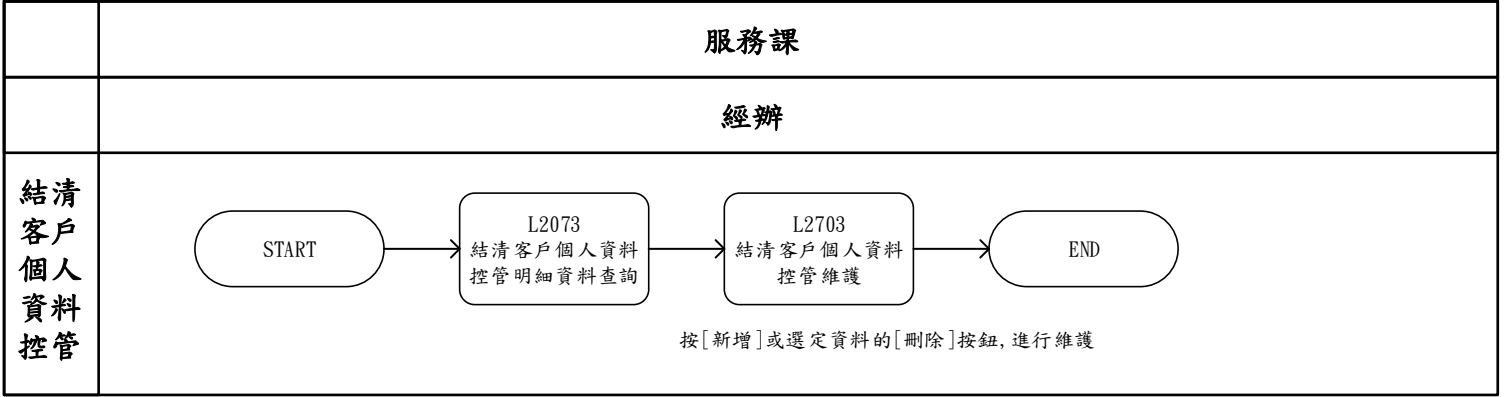 服務課
經辦
結清
客戶
個人
資料
控管
START
L2073
結清客戶個人資料
控管明細資料查詢
L2703
結清客戶個人資料
控管維護
END
按[新增]或選定資料的[刪除]按鈕,進行維護